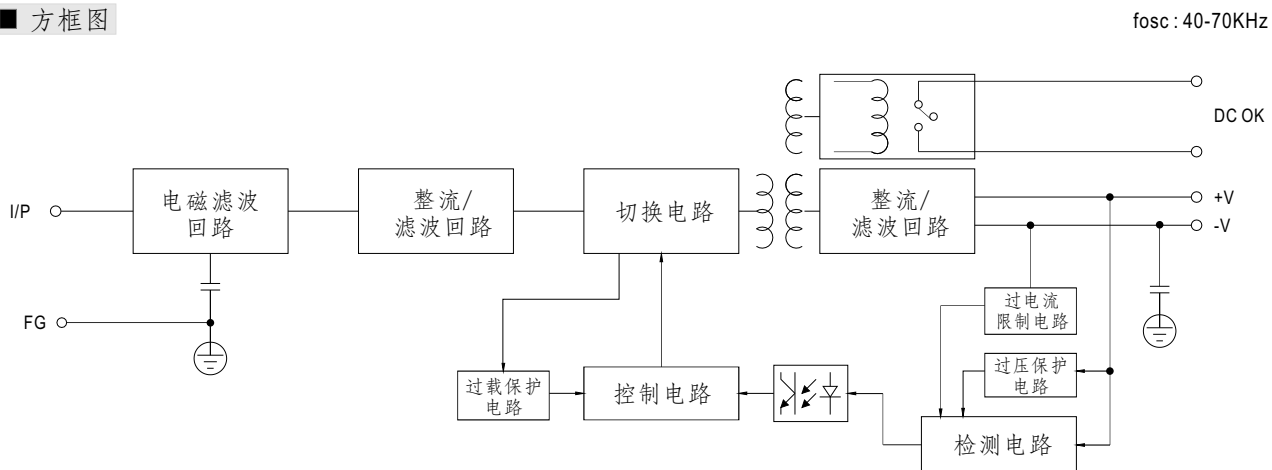 ■ 方框图
fosc : 40-70KHz
DC OK
I/P
电磁滤波
回路
整流/
滤波回路
切换电路
整流/
滤波回路
+V
-V
FG
过电流
限制电路
过载保护
电路
控制电路
过压保护
电路
检测电路